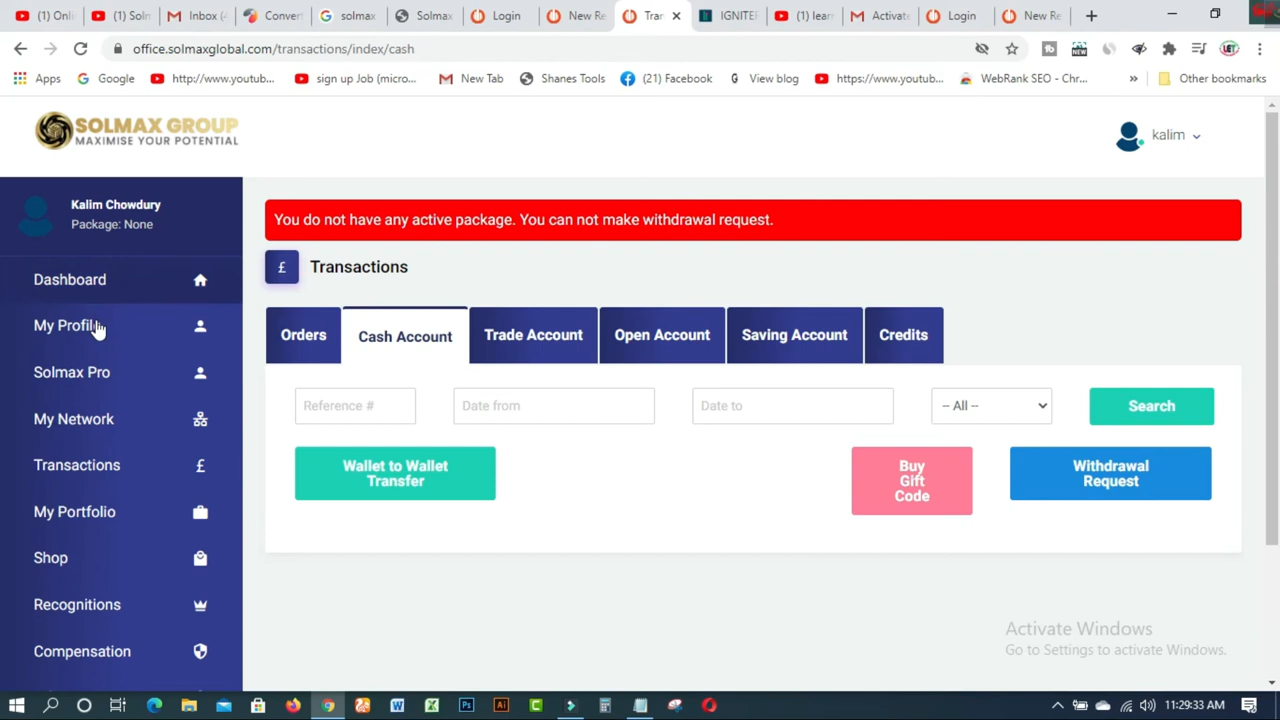 (1) Un
(1) Soln
Inbox (
Convert
solmax
Solmax
Login
New Re
Tran
IGNITE
(1) lear
Activate
Login
New Re
office.solmaxglobal.com/transactions/index/cash
Apps
Google
http://www.youtub...
sign up Job (micro...
New Tab
Shanes Tools
(21) Facebook
View blog
https://www.youtub...
WebRank SEO - Chr...
»
Other bookmarks
SOLMAX GROUP
MAXIMISE YOUR POTENTIAL
kalim
Kalim Chowdury
Package: None
You do not have any active package. You can not make withdrawal request.
£ Transactions
Dashboard
My Profile
Solmax Pro
My Network
Transactions £
My Portfolio
Shop
Recognitions
Compensation
Orders
Cash Account
Trade Account
Open Account
Saving Account
Credits
Reference #
Date from
Date to
-- All --
Search
Wallet to Wallet
Transfer
Buy
Gift
Code
Withdrawal
Request
Activate Windows
Go to Settings to activate Windows.
11:29:33 AM